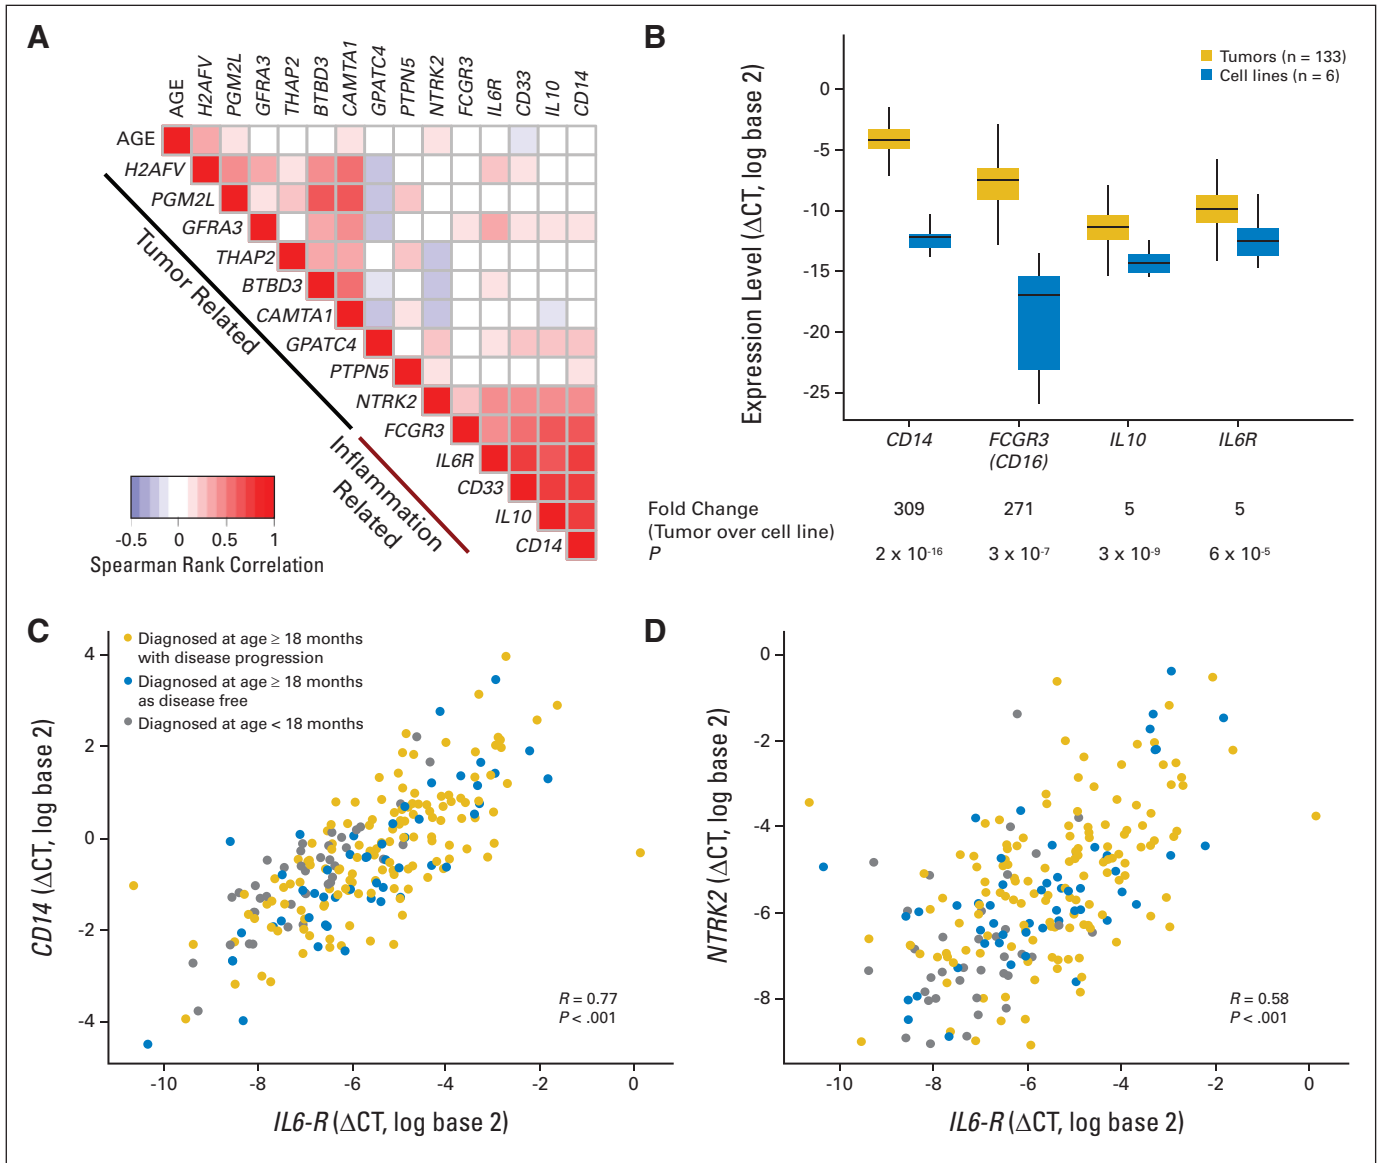 A
AGE
H2AFV
PGM2L
GFRA3
THAP2
BTBD3
CAMTA1
GPATC4
PTPN5
NTRK2
FCGR3
IL6R
CD33
IL10
CD14
AGE
H2AFV
PGM2L
GFRA3
THAP2
BTBD3
CAMTA1
GPATC4
PTPN5
NTRK2
FCGR3
IL6R
CD33
IL10
CD14
Tumor Related
Inflammation
Related
-0.5 0 0.5 1
Spearman Rank Correlation
B
Expression Level (ΔCT, log base 2)
Tumors (n = 133)
Cell lines (n = 6)
0
-5
-10
-15
-20
-25
CD14 FCGR3 IL10 IL6R
(CD16)
Fold Change 309 271 5 5
(Tumor over cell line)
P 2 x 10-16 3 x 10-7 3 x 10-9 6 x 10-5
C
Diagnosed at age ≥ 18 months
with disease progression
Diagnosed at age ≥ 18 months
as disease free
Diagnosed at age < 18 months
CD14 (ΔCT, log base 2)
4
2
0
-2
-4
R = 0.77
P < .001
-10 -8 -6 -4 -2 0
IL6-R (ΔCT, log base 2)
D
NTRK2 (ΔCT, log base 2)
0
-2
-4
-6
-8
R = 0.58
P < .001
-10 -8 -6 -4 -2 0
IL6-R (ΔCT, log base 2)